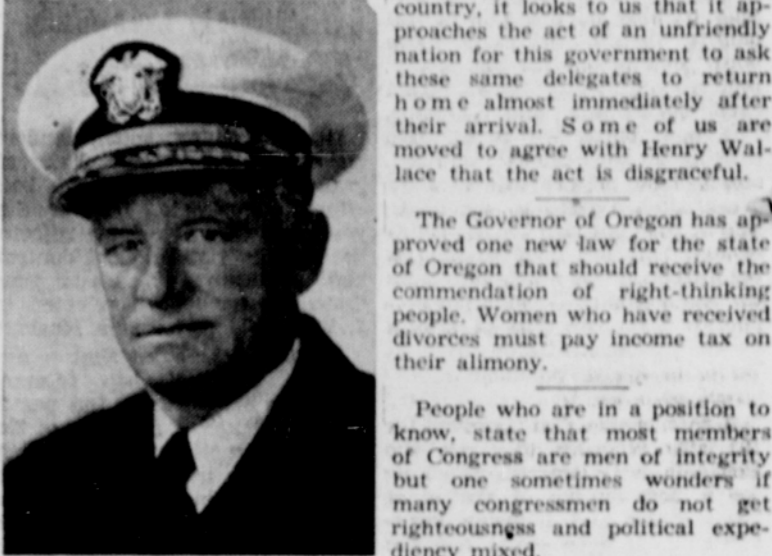 country, it looks to us that it ap-
proaches the act of an unfriendly
nation for this government to ask
these same delegates to return
home almost immediately after
their arrival. Some of us are
moved to agree with Henry Wal-
lace that the act is disgraceful.
The Governor of Oregon has ap-
proved one new law for the state
of Oregon that should receive the
commendation of right-thinking
people. Women who have received
divorces must pay income tax on
their alimony.
People who are in a position to
know, state that most members
of Congress are men of integrity
but one sometimes wonders if
many congressmen do not get
righteousness and political expe-
diency mixed.